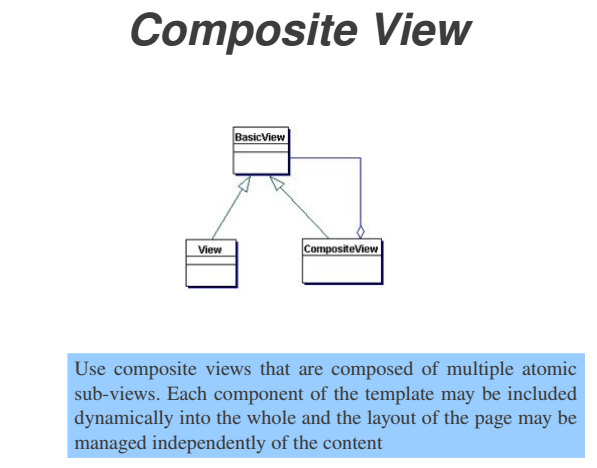 Composite View
BasicView
View
CompositeView
Use composite views that are composed of multiple atomic
sub-views. Each component of the template may be included
dynamically into the whole and the layout of the page may be
managed independently of the content